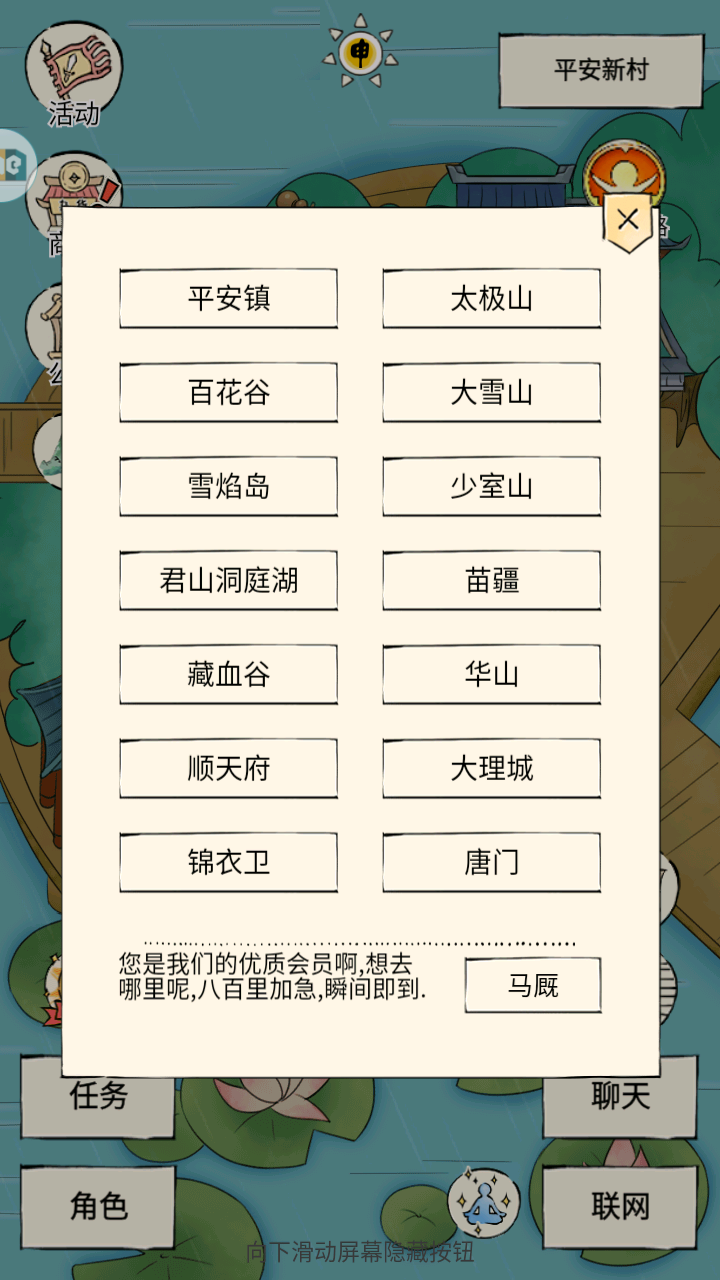 申
平安新村
活动
商
公
平安镇
太极山
百花谷
大雪山
雪焰岛
少室山
君山洞庭湖
苗疆
藏血谷
华山
顺天府
大理城
锦衣卫
唐门
您是我们的优质会员啊,想去
哪里呢,八百里加急,瞬间即到.
马厩
任务
聊天
角色
联网
向下滑动屏幕隐藏按钮